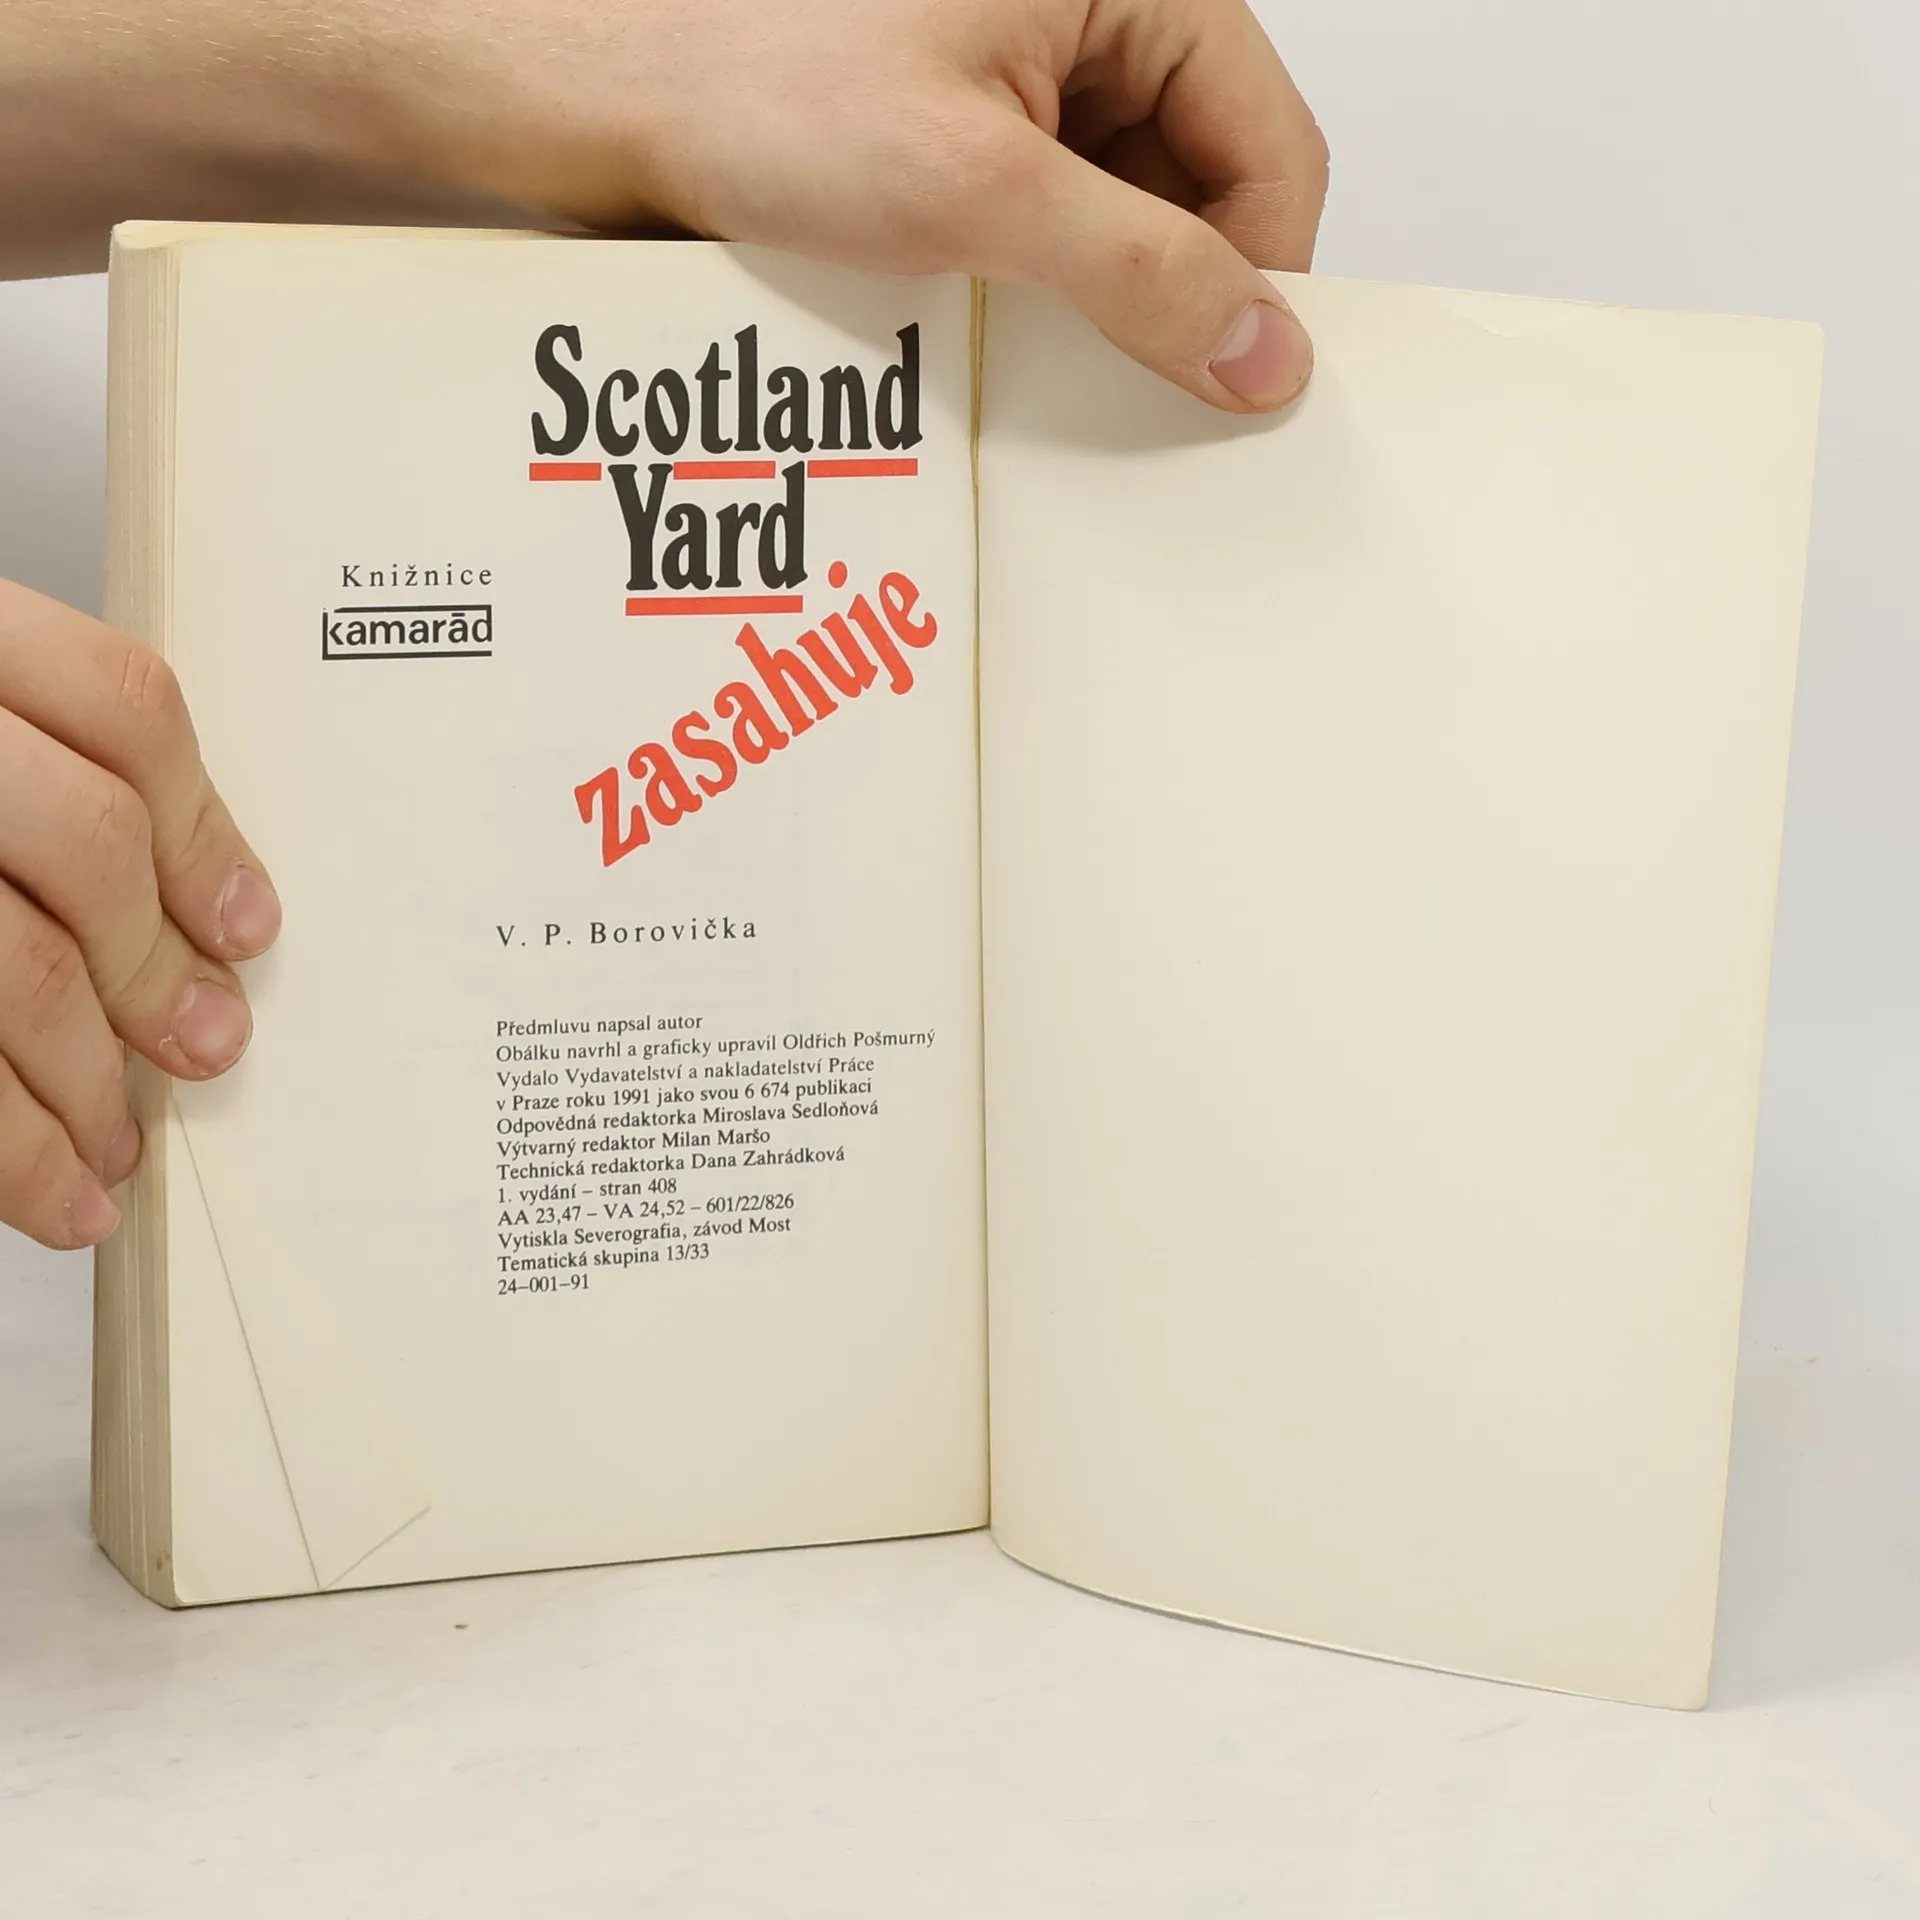 Scotland
Yard
zasahuje
Knižnice
kamarád
V. P. Borovička
Předmluvu napsal autor
Obálku navrhl a graficky upravil Oldřich Pošmurný
Vydalo Vydavatelství a nakladatelství Práce
v Praze roku 1991 jako svou 6 674 publikaci
Odpovědná redaktorka Miroslava Sedloňová
Výtvarný redaktor Milan Maršo
Technická redaktorka Dana Zahrádková
1. vydání – stran 408
AA 23,47 – VA 24,52 – 601/22/826
Vytiskla Severografia, závod Most
Tematická skupina 13/33
24–001–91